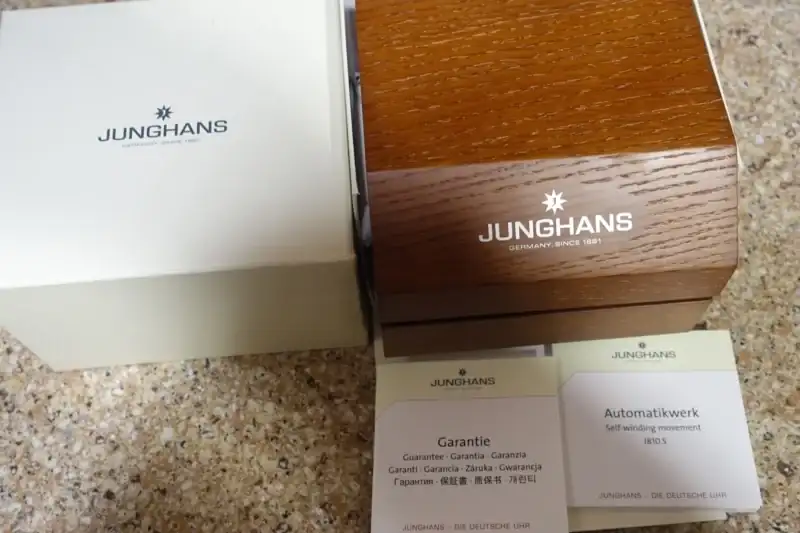 JUNGHANS
JUNGHANS
GERMANY. SINCE 1861
JUNGHANS
Garantie
Guarantee · Garantia · Garanzia
Garanti · Garancia · Záruka · Gwarancja
Гарантия · 保証書 · 质保书 · 개런티
JUNGHANS – DIE DEUTSCHE UHR
JUNGHANS
Automatikwerk
Self-winding movement
J810.5
JUNGHANS – DIE DEUTSCHE UHR